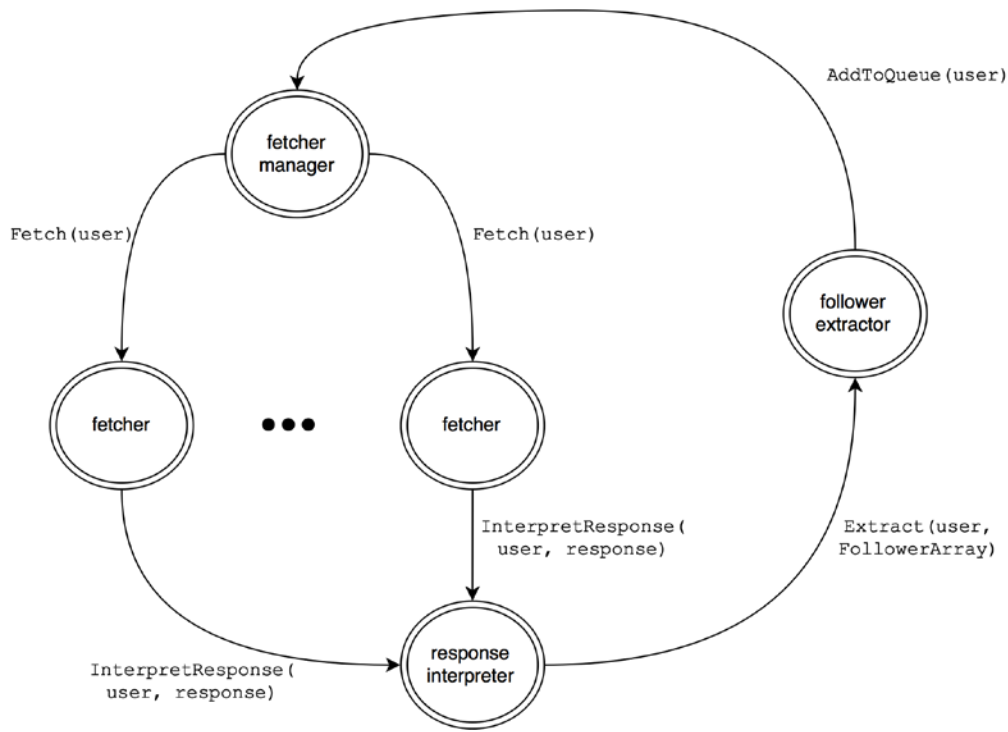 AddToQueue(user)
fetcher
manager
Fetch(user)
Fetch(user)
follower
extractor
fetcher
fetcher
InterpretResponse(
user, response)
Extract(user,
FollowerArray)
response
interpreter
InterpretResponse(
user, response)